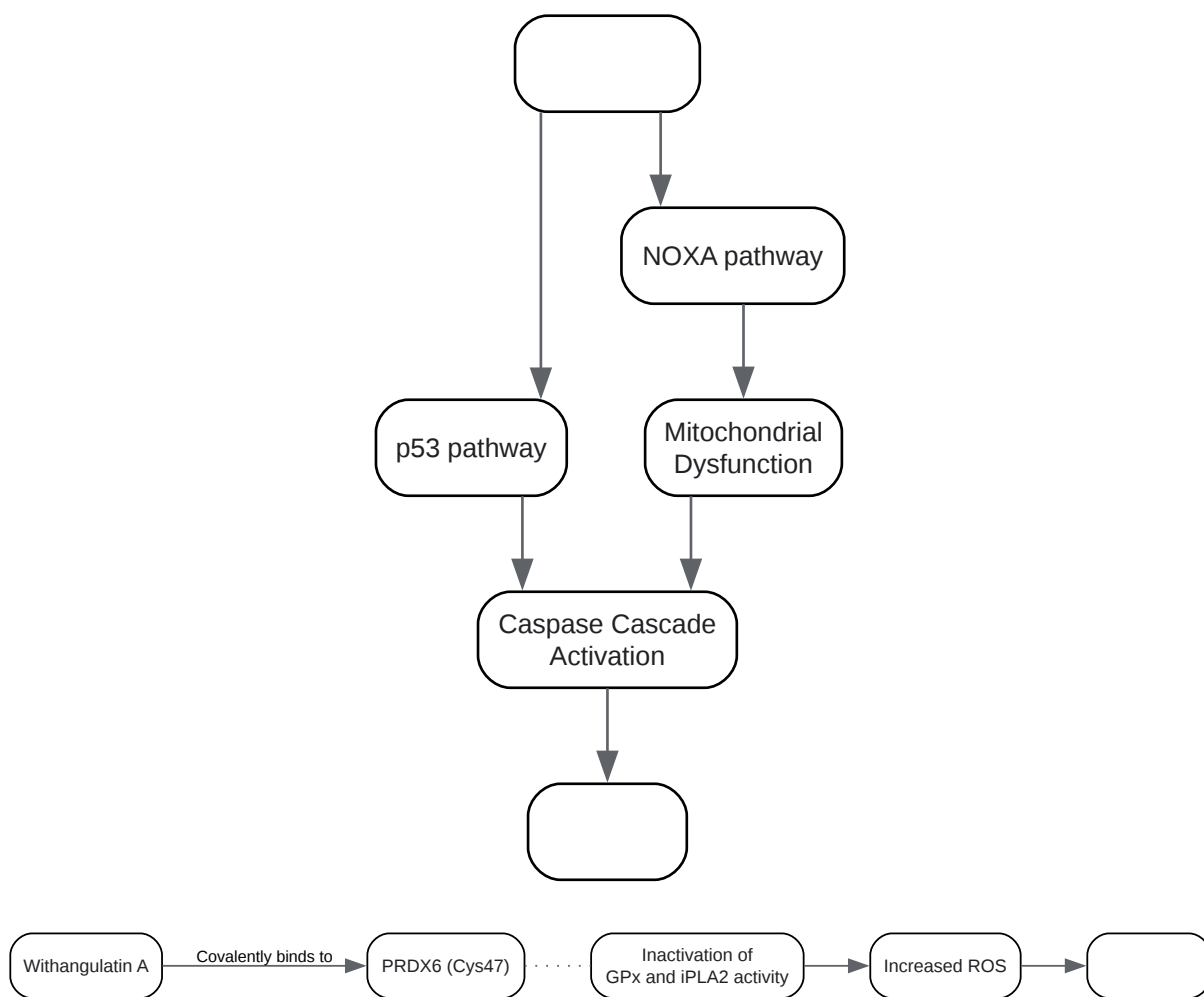 NOXA pathway
p53 pathway
Mitochondrial
Dysfunction
Caspase Cascade
Activation
Withangulatin A
Covalently binds to
PRDX6 (Cys47)
Inactivation of
GPx and iPLA2 activity
Increased ROS